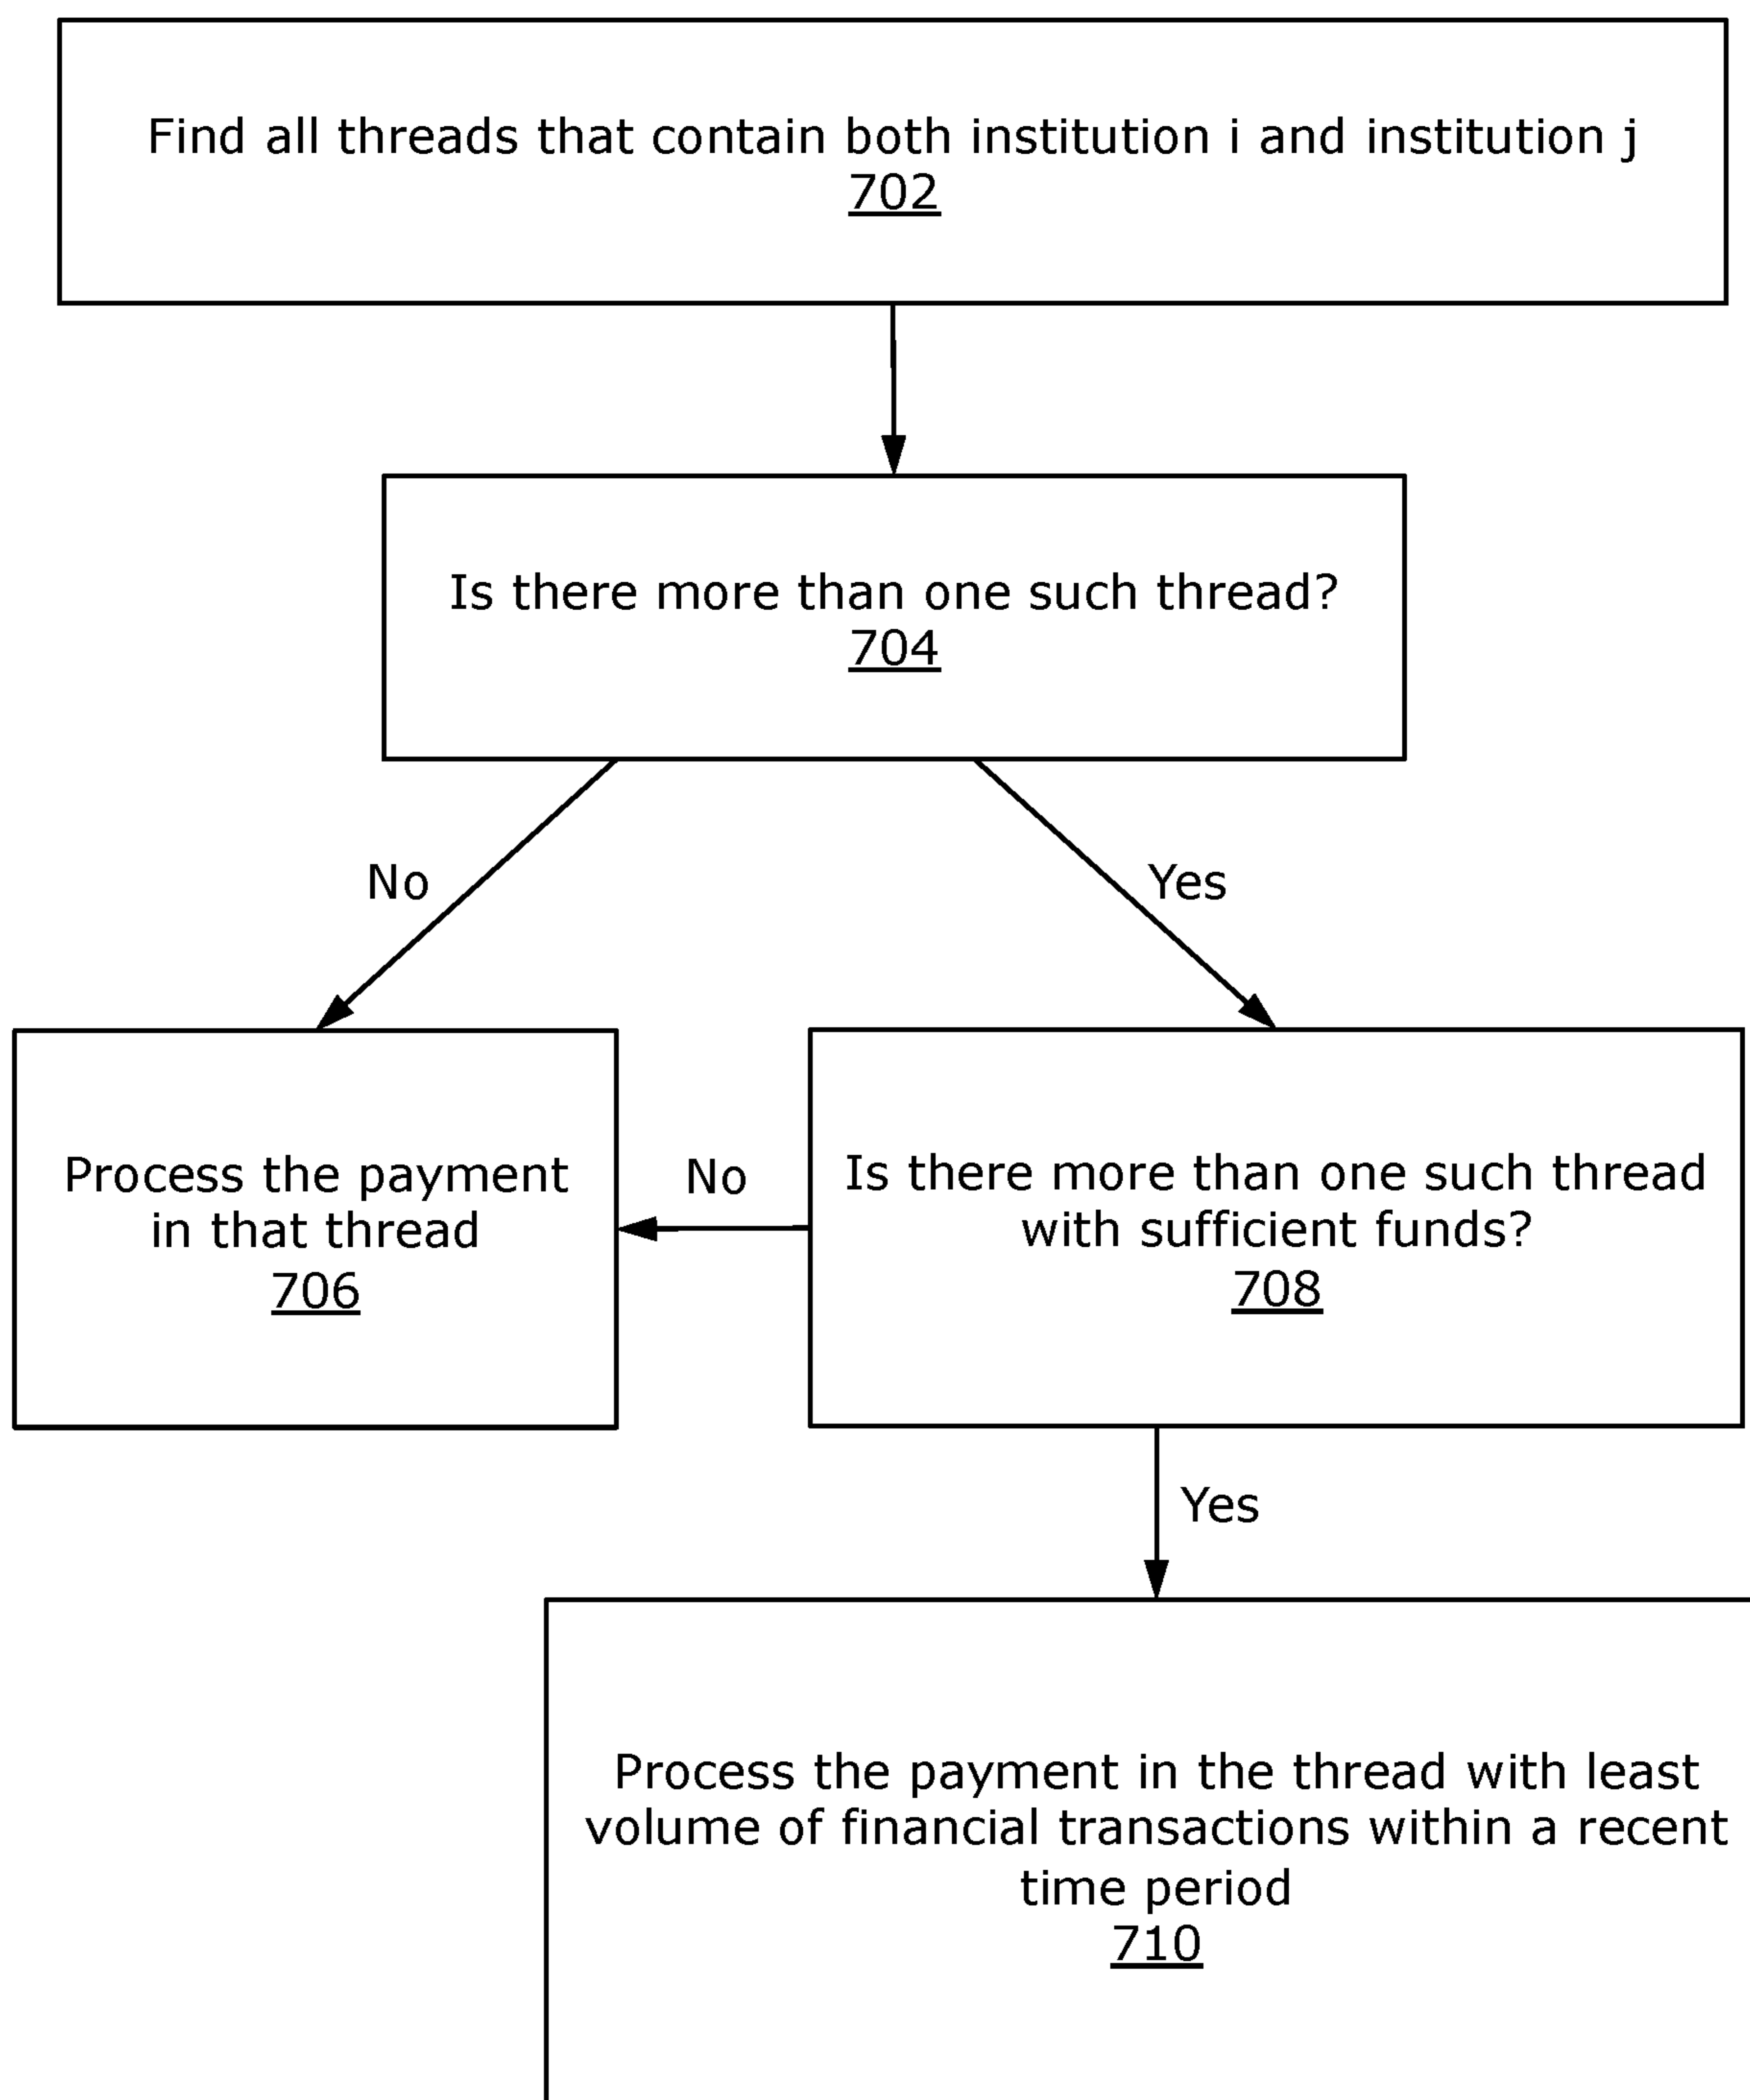 Find all threads that contain both institution i and institution j
702
Is there more than one such thread?
704
No
Yes
Process the payment
in that thread
706
No
Is there more than one such thread
with sufficient funds?
708
Yes
Process the payment in the thread with least
volume of financial transactions within a recent
time period
710